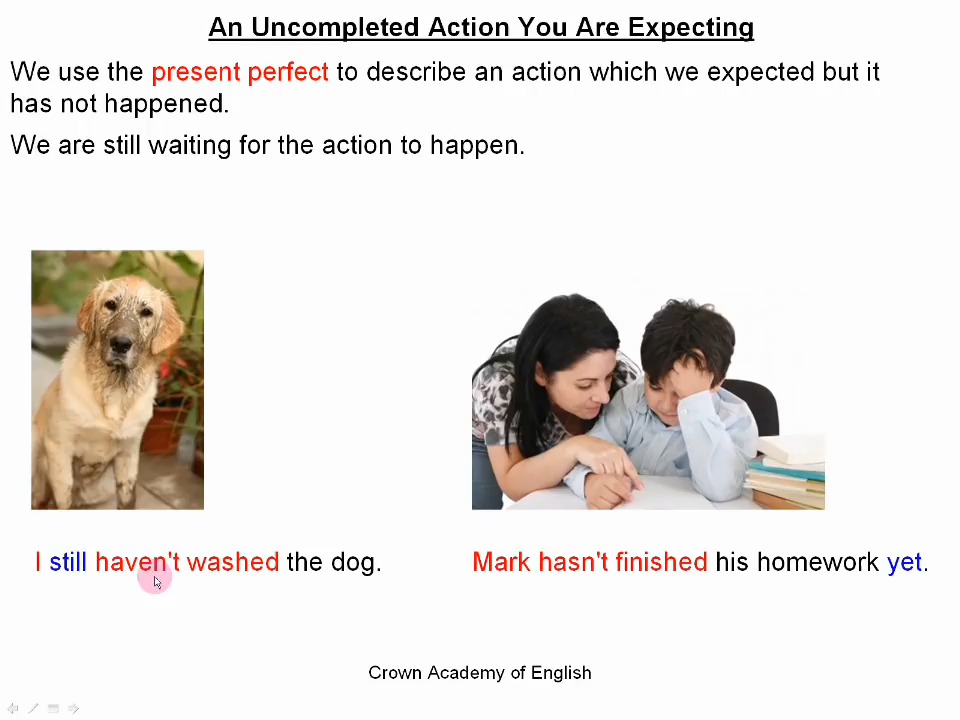 An Uncompleted Action You Are Expecting
We use the present perfect to describe an action which we expected but it
has not happened.
We are still waiting for the action to happen.
I still haven't washed the dog.
Mark hasn't finished his homework yet.
Crown Academy of English